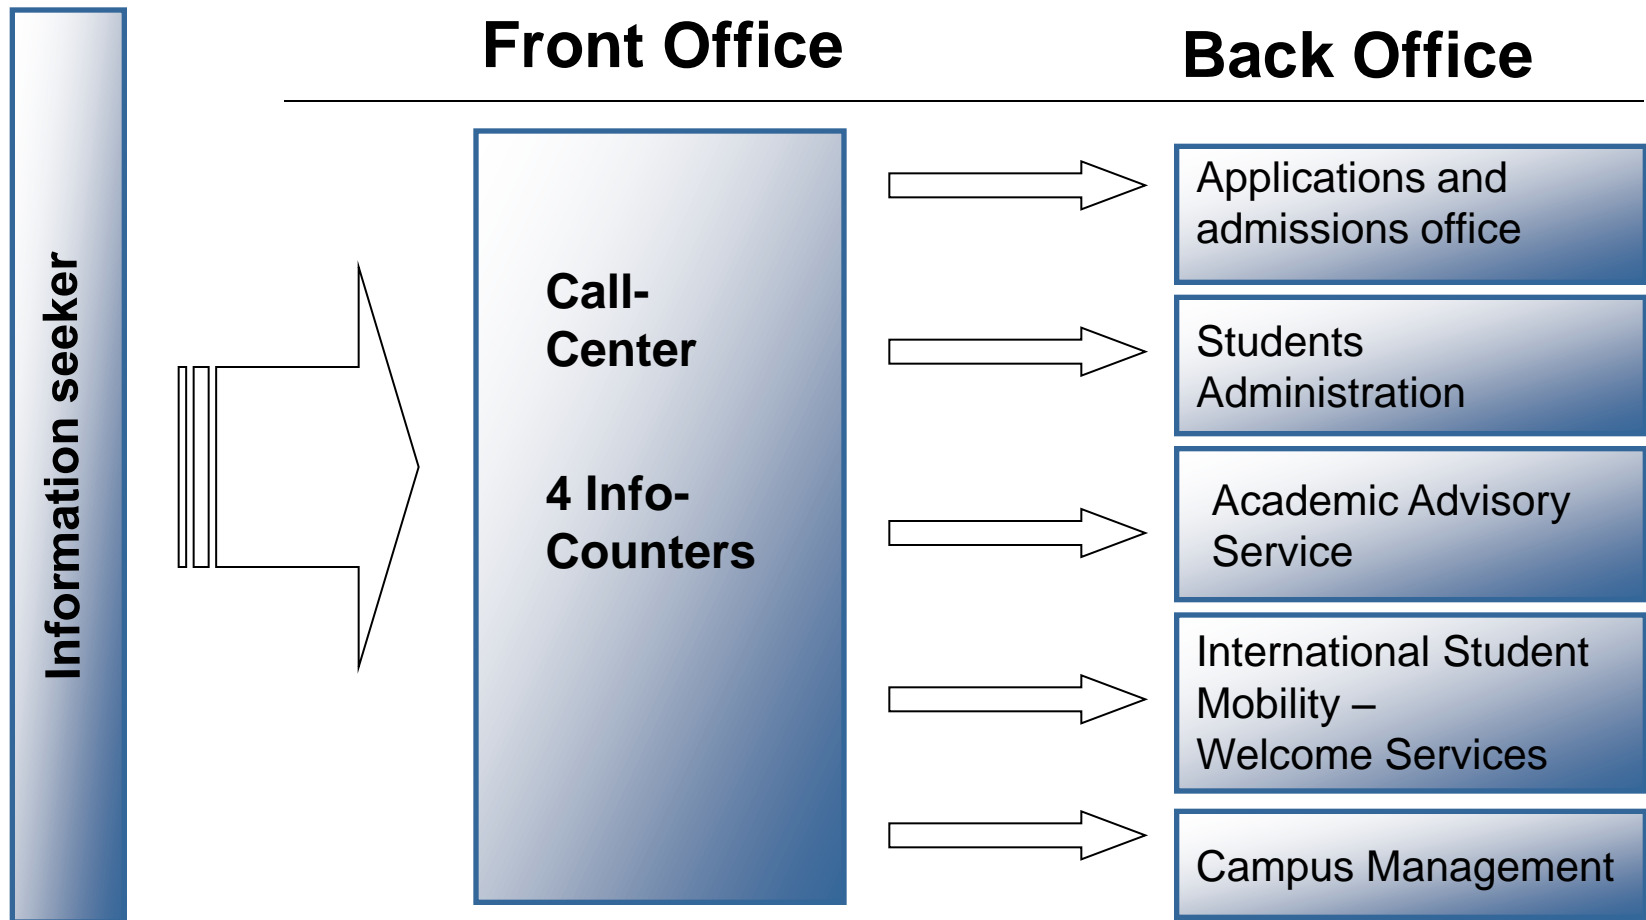 Front Office
Back Office
Information seeker
Call-
Center
4 Info-
Counters
Applications and
admissions office
Students
Administration
Academic Advisory
Service
International Student
Mobility –
Welcome Services
Campus Management